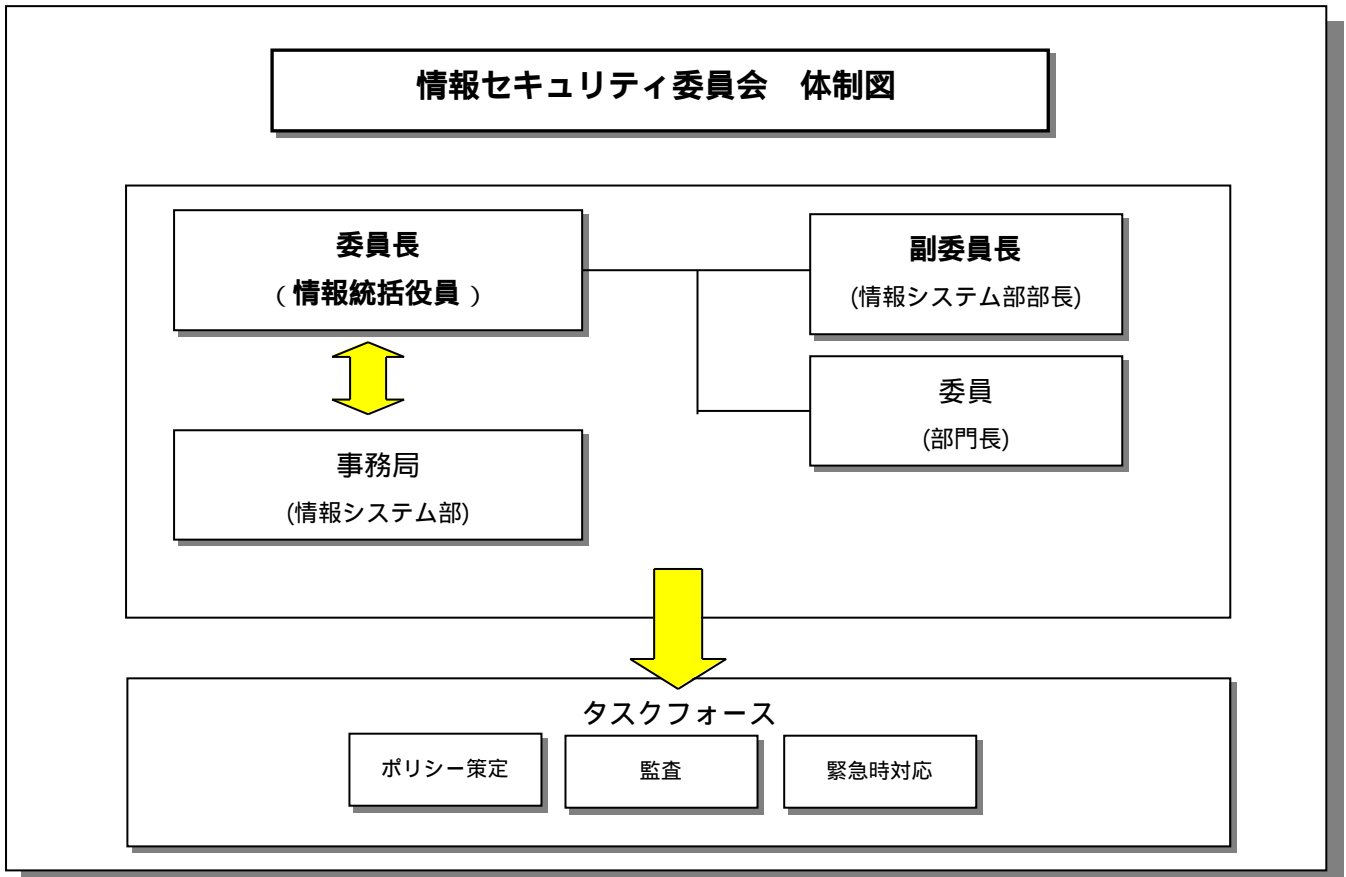 情報セキュリティ委員会　体制図
委員長
（情報統括役員）
副委員長
(情報システム部部長)
委員
(部門長)
事務局
(情報システム部)
タスクフォース
ポリシー策定
監査
緊急時対応